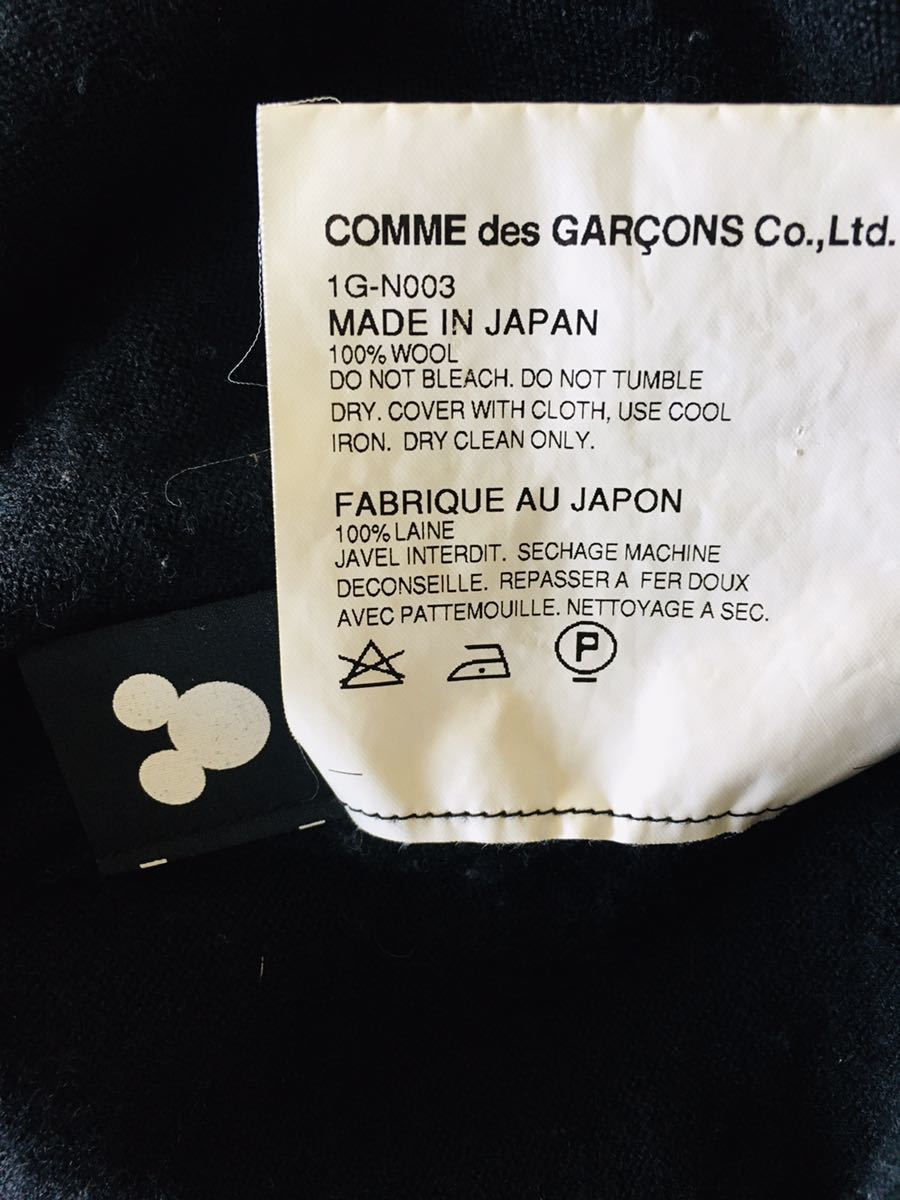 COMME des GARÇONS Co.,Ltd.
1G-N003
MADE IN JAPAN
100% WOOL
DO NOT BLEACH. DO NOT TUMBLE
DRY. COVER WITH CLOTH, USE COOL
IRON. DRY CLEAN ONLY.
FABRIQUE AU JAPON
100% LAINE
JAVEL INTERDIT. SECHAGE MACHINE
DECONSEILLE. REPASSER A FER DOUX
AVEC PATTEMOUILLE. NETTOYAGE A SEC.
P